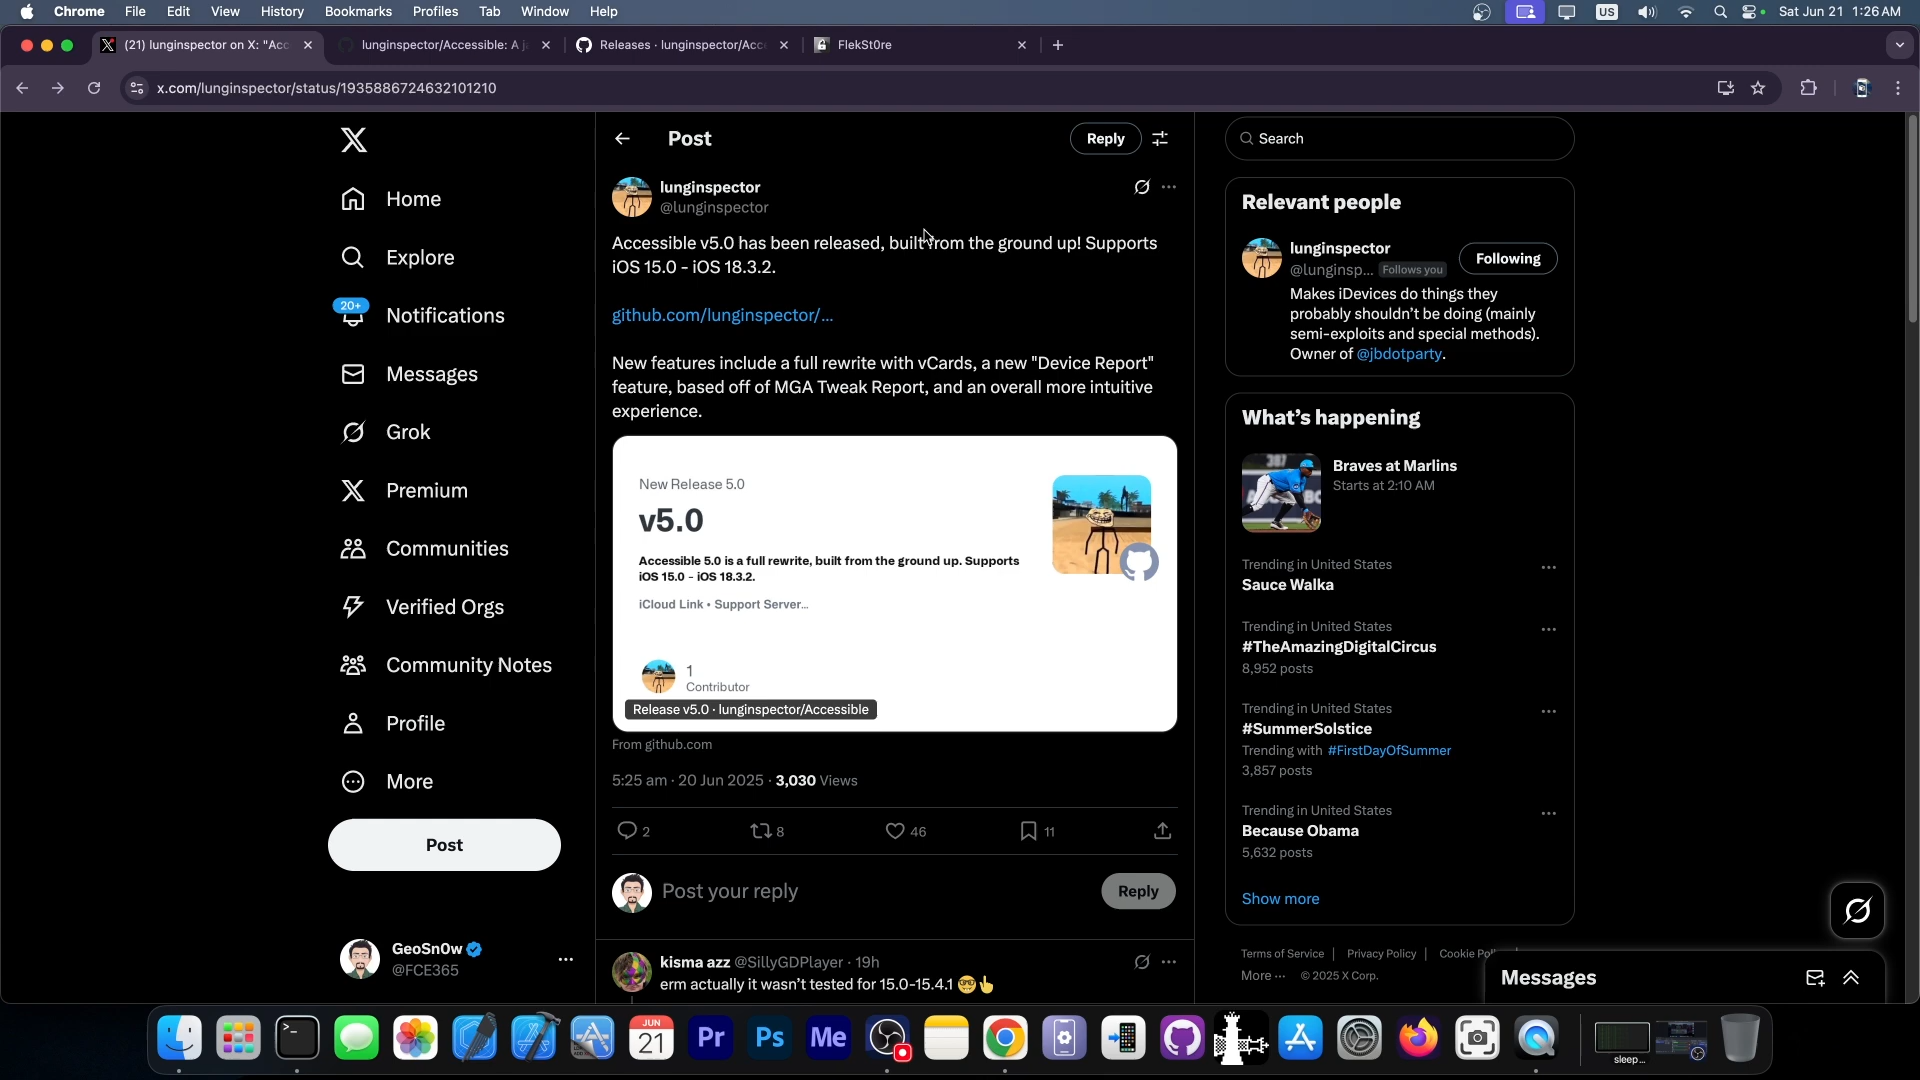 Chrome File Edit View History Bookmarks Profiles Tab Window Help
US Sat Jun 21 1:26 AM
(21) lunginspector on X: "Acc
lunginspector/Accessible: A j
Releases · lunginspector/Acc
FlekSt0re
x.com/lunginspector/status/1935886724632101210
Home
Explore
20+
Notifications
Messages
Grok
Premium
Communities
Verified Orgs
Community Notes
Profile
More
Post
GeoSn0w
@FCE365
Post
Reply
lunginspector
@lunginspector
Accessible v5.0 has been released, built from the ground up! Supports
iOS 15.0 - iOS 18.3.2.
github.com/lunginspector/...
New features include a full rewrite with vCards, a new "Device Report"
feature, based off of MGA Tweak Report, and an overall more intuitive
experience.
New Release 5.0
v5.0
Accessible 5.0 is a full rewrite, built from the ground up. Supports
iOS 15.0 - iOS 18.3.2.
iCloud Link • Support Server...
1
Contributor
Release v5.0 · lunginspector/Accessible
From github.com
5:25 am · 20 Jun 2025 · 3,030 Views
2
8
46
11
Post your reply
Reply
kisma azz @SillyGDPlayer · 19h
erm actually it wasn't tested for 15.0-15.4.1 🤓👆
Search
Relevant people
lunginspector
@lunginsp... Follows you
Following
Makes iDevices do things they
probably shouldn't be doing (mainly
semi-exploits and special methods).
Owner of @jbdotparty.
What's happening
Braves at Marlins
Starts at 2:10 AM
Trending in United States
Sauce Walka
Trending in United States
#TheAmazingDigitalCircus
8,952 posts
Trending in United States
#SummerSolstice
Trending with #FirstDayOfSummer
3,857 posts
Trending in United States
Because Obama
5,632 posts
Show more
Terms of Service | Privacy Policy | Cookie Pol
More ··· © 2025 X Corp.
Messages
JUN
21
Pr
Ps
Me
sleep...